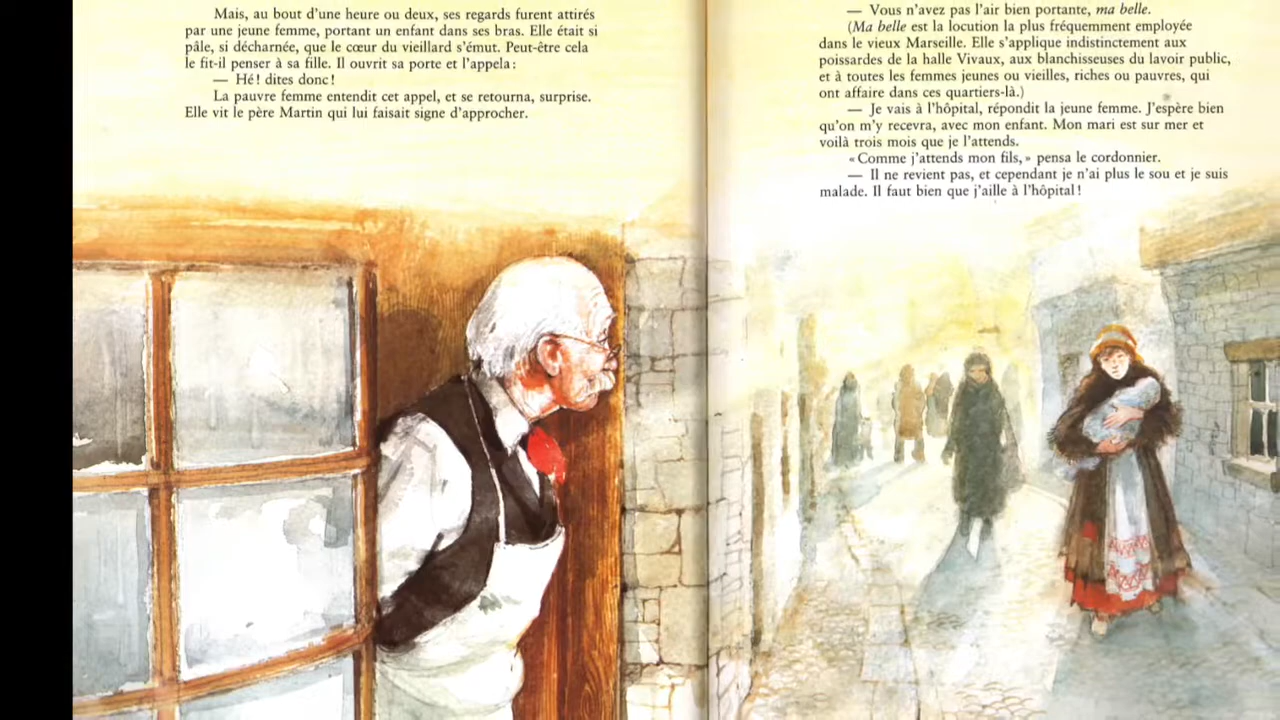 Mais, au bout d'une heure ou deux, ses regards furent attirés
par une jeune femme, portant un enfant dans ses bras. Elle était si
pâle, si décharnée, que le cœur du vieillard s'émut. Peut-être cela
le fit-il penser à sa fille. Il ouvrit sa porte et l'appela :
— Hé ! dites donc !
La pauvre femme entendit cet appel, et se retourna, surprise.
Elle vit le père Martin qui lui faisait signe d'approcher.
— Vous n'avez pas l'air bien portante, ma belle.
(Ma belle est la locution la plus fréquemment employée
dans le vieux Marseille. Elle s'applique indistinctement aux
poissardes de la halle Vivaux, aux blanchisseuses du lavoir public,
et à toutes les femmes jeunes ou vieilles, riches ou pauvres, qui
ont affaire dans ces quartiers-là.)
— Je vais à l'hôpital, répondit la jeune femme. J'espère bien
qu'on m'y recevra, avec mon enfant. Mon mari est sur mer et
voilà trois mois que je l'attends.
« Comme j'attends mon fils, » pensa le cordonnier.
— Il ne revient pas, et cependant je n'ai plus le sou et je suis
malade. Il faut bien que j'aille à l'hôpital !